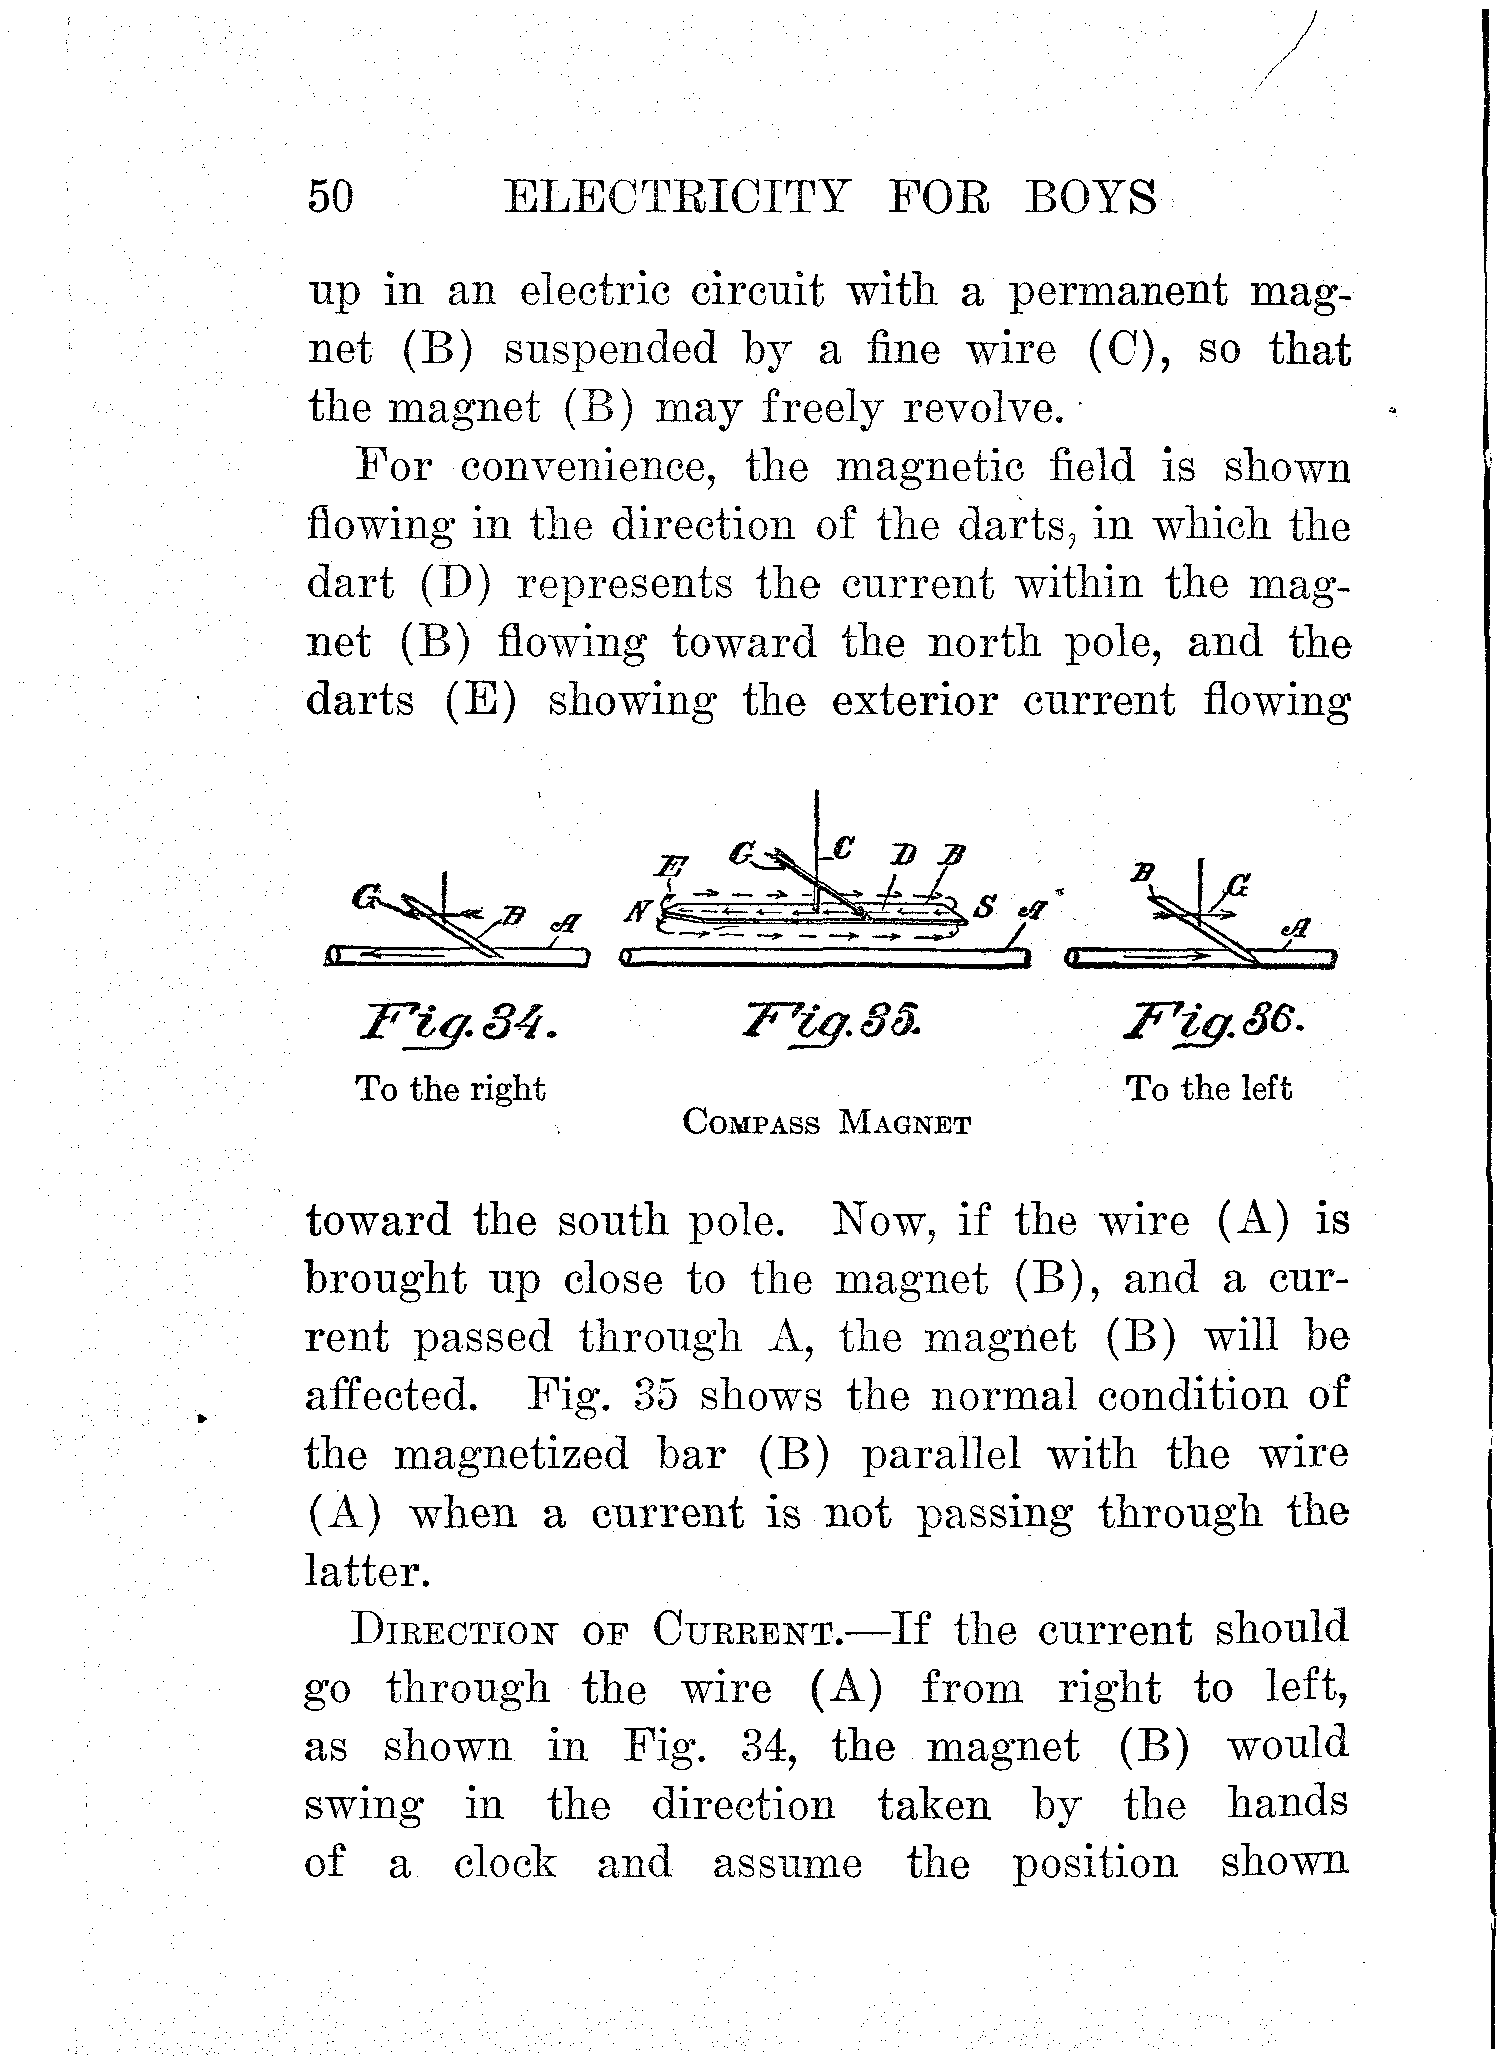 50 ELECTRICITY FOR BOYS
up in an electric circuit with a permanent mag-
net (B) suspended by a fine wire (C), so that
the magnet (B) may freely revolve.
For convenience, the magnetic field is shown
flowing in the direction of the darts, in which the
dart (D) represents the current within the mag-
net (B) flowing toward the north pole, and the
darts (E) showing the exterior current flowing
G B A
E G C D B N S A
B G A
Fig. 34. Fig. 35. Fig. 36.
To the right To the left
COMPASS MAGNET
toward the south pole. Now, if the wire (A) is
brought up close to the magnet (B), and a cur-
rent passed through A, the magnet (B) will be
affected. Fig. 35 shows the normal condition of
the magnetized bar (B) parallel with the wire
(A) when a current is not passing through the
latter.
DIRECTION OF CURRENT.—If the current should
go through the wire (A) from right to left,
as shown in Fig. 34, the magnet (B) would
swing in the direction taken by the hands
of a clock and assume the position shown